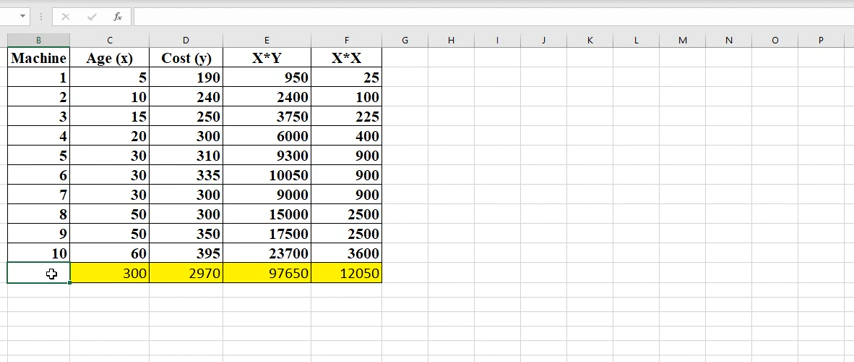 fx
B C D E F G H I J K L M N O P
Machine Age (x) Cost (y) X*Y X*X
1 5 190 950 25
2 10 240 2400 100
3 15 250 3750 225
4 20 300 6000 400
5 30 310 9300 900
6 30 335 10050 900
7 30 300 9000 900
8 50 300 15000 2500
9 50 350 17500 2500
10 60 395 23700 3600
300 2970 97650 12050